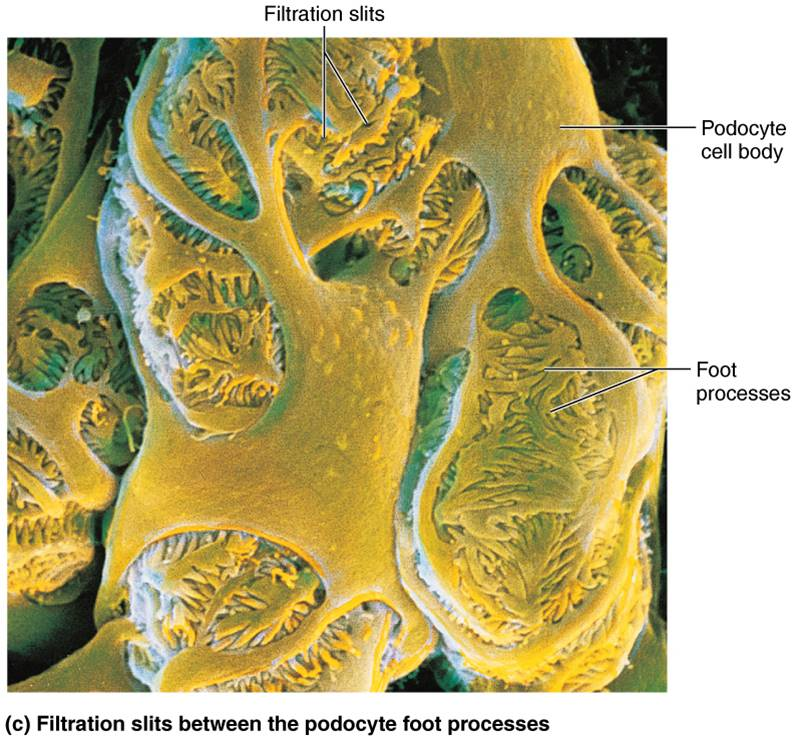 Filtration slits
Podocyte
cell body
Foot
processes
(c) Filtration slits between the podocyte foot processes